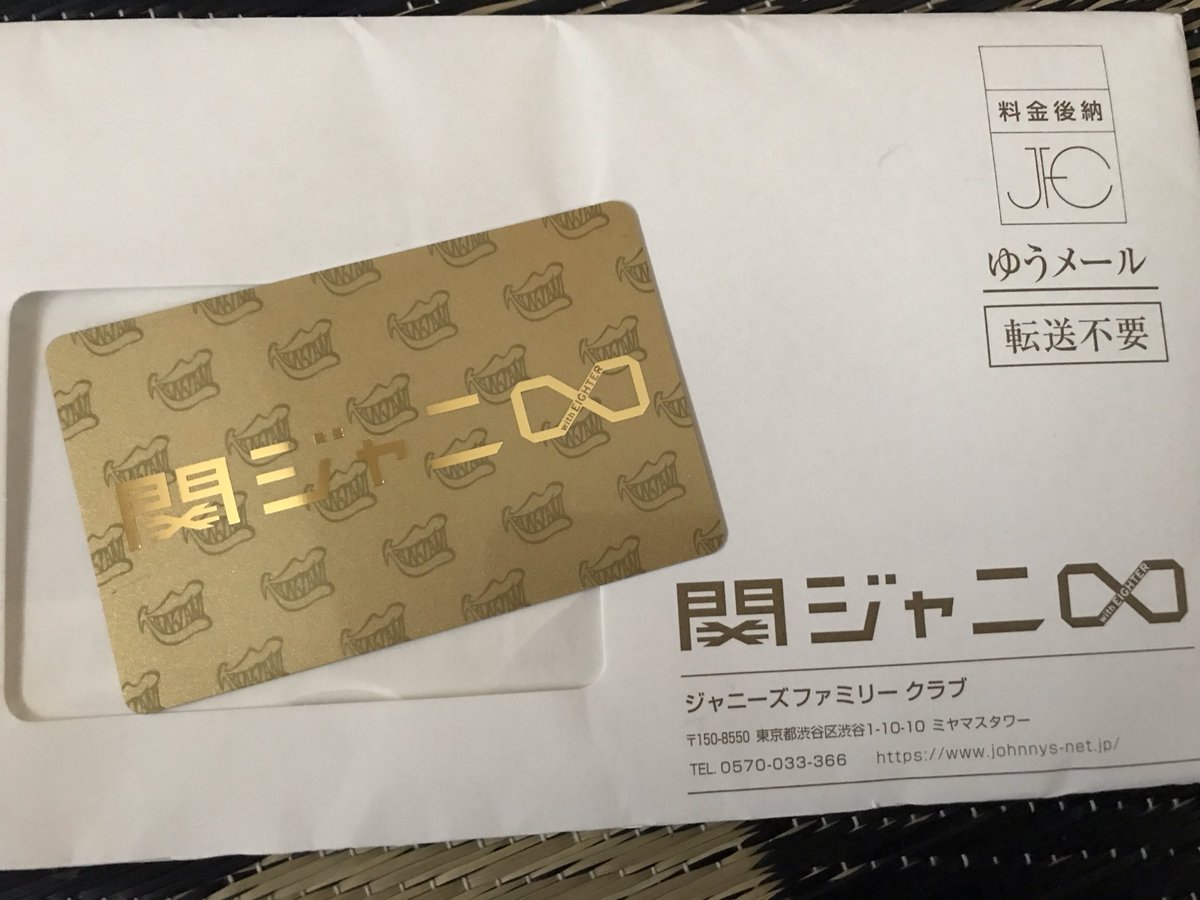 料金後納
JFC
ゆうメール
転送不要
関ジャニ∞
with EIGHTER
関ジャニ∞
with EIGHTER
ジャニーズファミリー クラブ
〒150-8550 東京都渋谷区渋谷1-10-10 ミヤマスタワー
TEL. 0570-033-366 https://www.johnnys-net.jp/